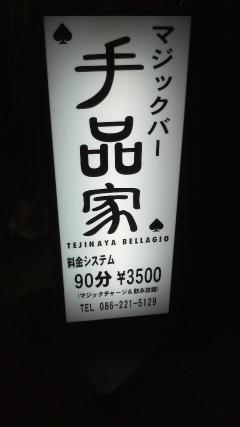 マジックバー
手品家
TEJINAYA BELLAGIO
料金システム
90分 ¥3500
(マジックチャージ&飲み放題)
TEL 086-221-5129